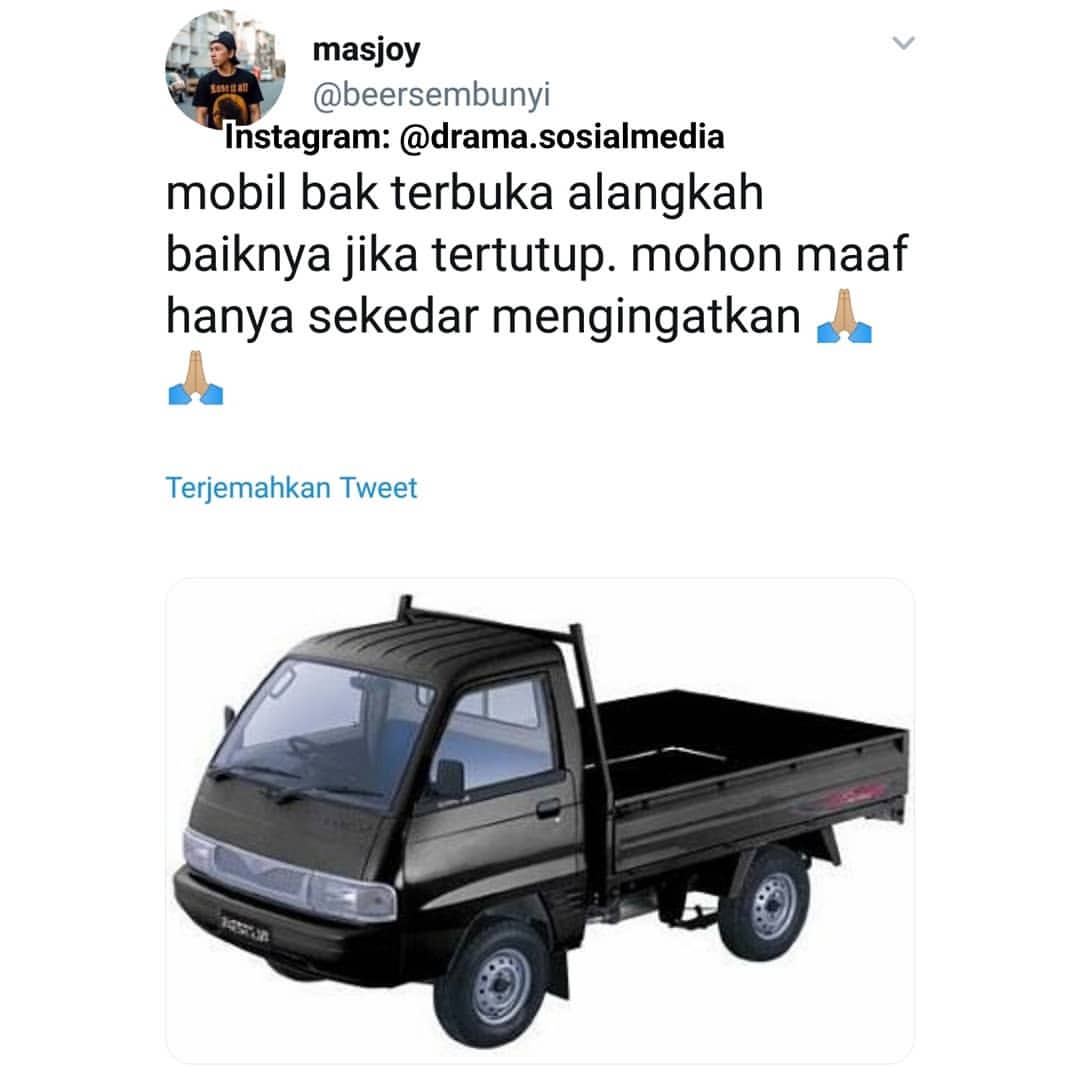 masjoy
@beersembunyi
Instagram: @drama.sosialmedia
mobil bak terbuka alangkah
baiknya jika tertutup. mohon maaf
hanya sekedar mengingatkan 🙏🏼
🙏🏼
Terjemahkan Tweet